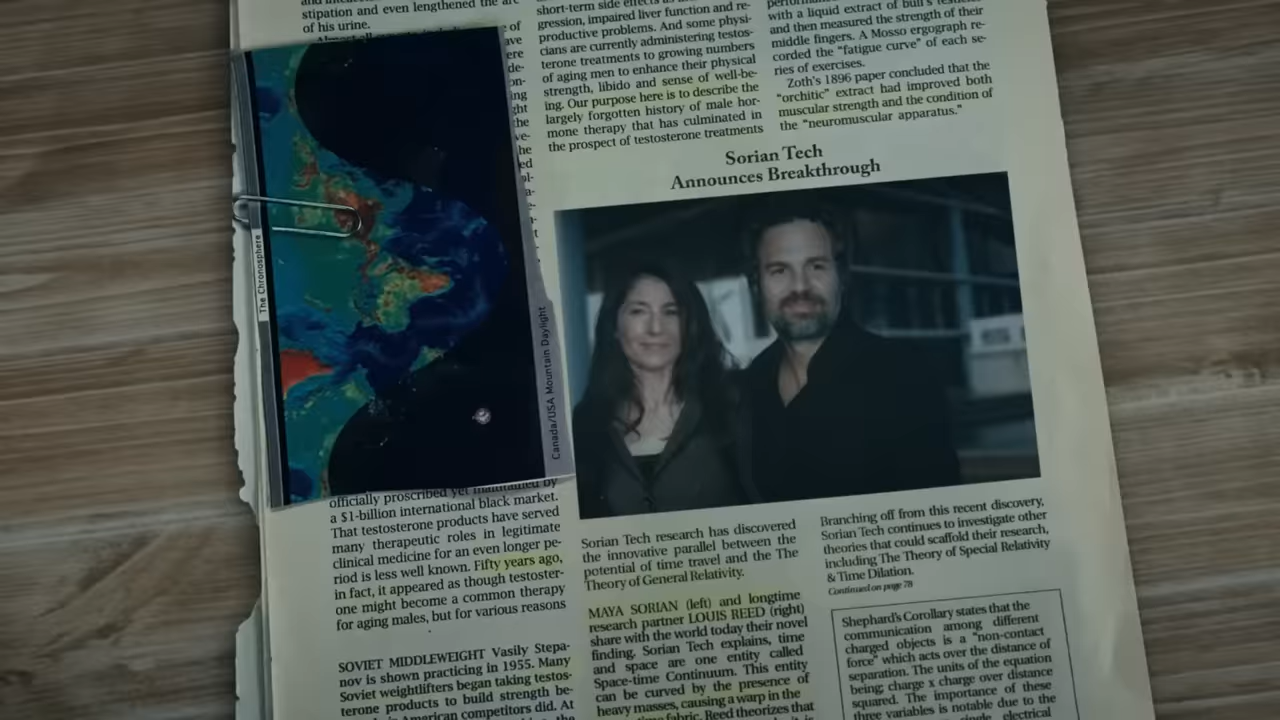 stipation and even lengthened the arc
of his urine.
officially proscribed yet maintained by
a $1-billion international black market.
That testosterone products have served
many therapeutic roles in legitimate
clinical medicine for an even longer pe-
riod is less well known. Fifty years ago,
in fact, it appeared as though testoster-
one might become a common therapy
for aging males, but for various reasons
SOVIET MIDDLEWEIGHT Vasily Stepa-
nov is shown practicing in 1955. Many
Soviet weightlifters began taking testos-
terone products to build strength be-
American competitors did. At
The Chronosphere
Canada/USA Mountain Daylight
short-term side effects
gression, impaired liver function and re-
productive problems. And some physi-
cians are currently administering testos-
terone treatments to growing numbers
of aging men to enhance their physical
strength, libido and sense of well-be-
ing. Our purpose here is to describe the
largely forgotten history of male hor-
mone therapy that has culminated in
the prospect of testosterone treatments
with a liquid extract of bull's testicles
and then measured the strength of their
middle fingers. A Mosso ergograph re-
corded the “fatigue curve” of each se-
ries of exercises.
Zoth's 1896 paper concluded that the
“orchitic” extract had improved both
muscular strength and the condition of
the “neuromuscular apparatus.”
Sorian Tech
Announces Breakthrough
Sorian Tech research has discovered
the innovative parallel between the
potential of time travel and the The
Theory of General Relativity.
MAYA SORIAN (left) and longtime
research partner LOUIS REED (right)
share with the world today their novel
finding. Sorian Tech explains, time
and space are one entity called
Space-time Continuum. This entity
can be curved by the presence of
heavy masses, causing a warp in the
fabric. Reed theorizes that
Branching off from this recent discovery,
Sorian Tech continues to investigate other
theories that could scaffold their research,
including The Theory of Special Relativity
& Time Dilation.
Continued on page 78
Shephard's Corollary states that the
communication among different
charged objects is a “non-contact
force” which acts over the distance of
separation. The units of the equation
being; charge x charge over distance
squared. The importance of these
three variables is notable due to the
single electrical